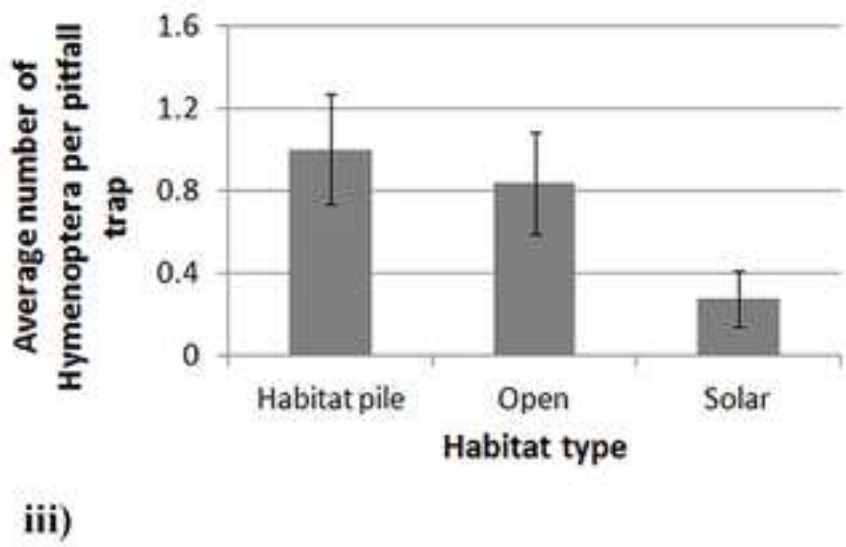 Average number of
Hymenoptera per pitfall
trap
1.6
1.2
0.8
0.4
0
Habitat pile
Open
Solar
Habitat type
iii)